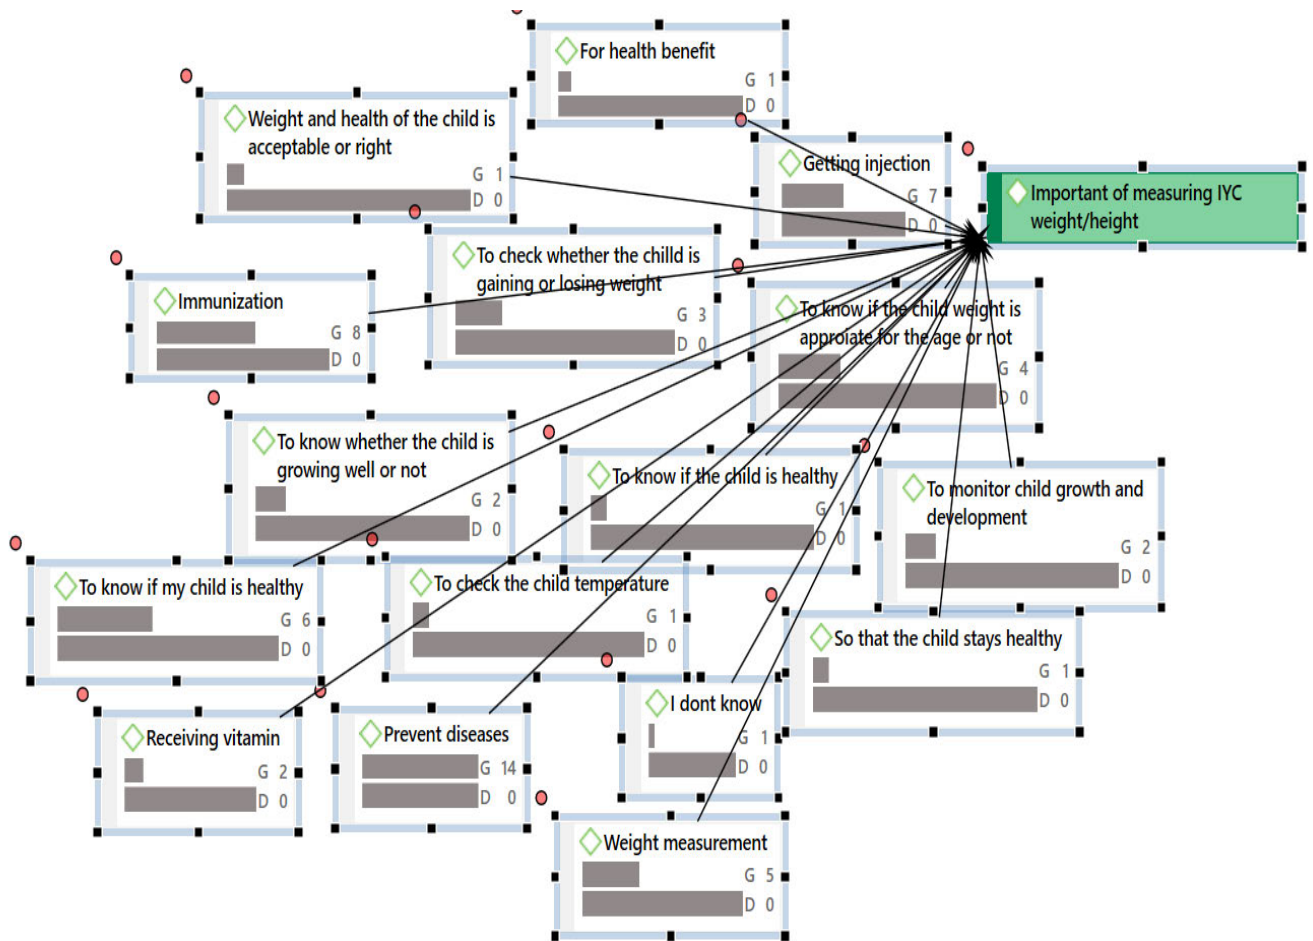 For health benefit
G 1
D 0
Weight and health of the child is
acceptable or right
G 1
D 0
Getting injection
G 7
D 0
Important of measuring IYC
weight/height
To check whether the chilld is
gaining or losing weight
G 3
D 0
Immunization
G 8
D 0
To know if the child weight is
approiate for the age or not
G 4
D 0
To know whether the child is
growing well or not
G 2
D 0
To know if the child is healthy
G 1
D 0
To monitor child growth and
development
G 2
D 0
To know if my child is healthy
G 6
D 0
To check the child temperature
G 1
D 0
So that the child stays healthy
G 1
D 0
Receiving vitamin
G 2
D 0
Prevent diseases
G 14
D 0
I dont know
G 1
D 0
Weight measurement
G 5
D 0